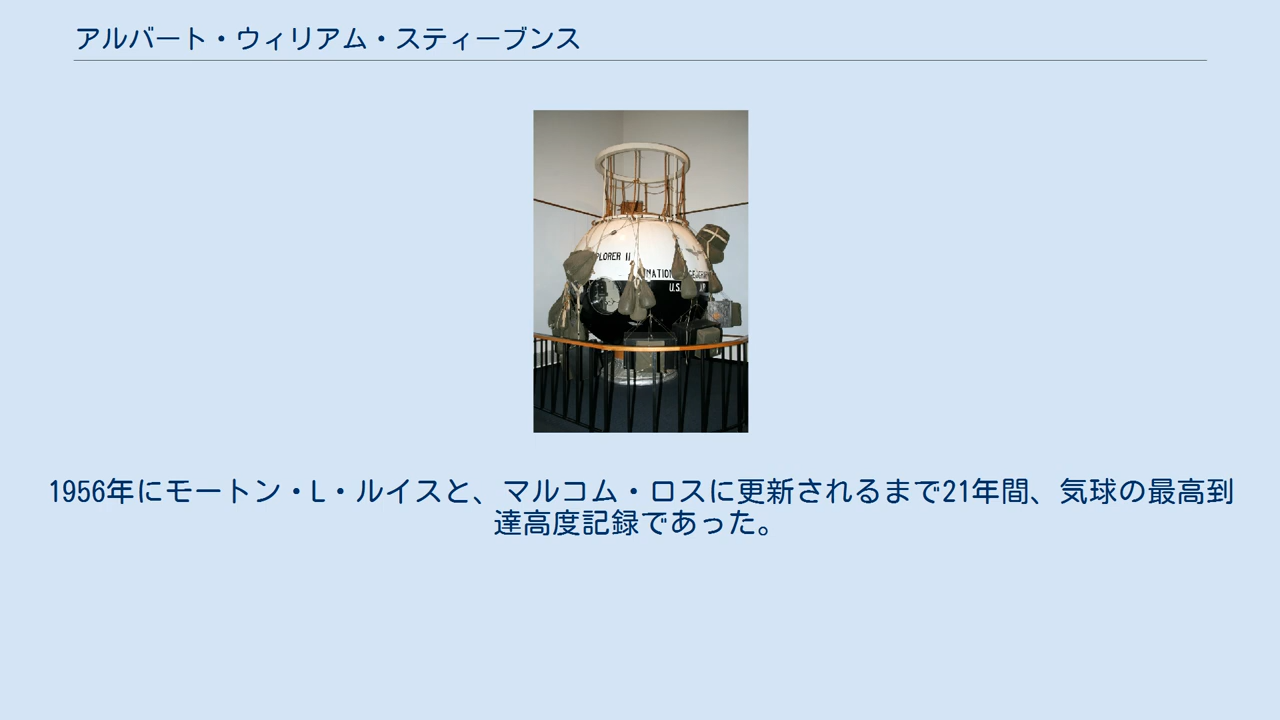 アルバート・ウィリアム・スティーブンス
PLORER II
NATION
U.S.
1956年にモートン・L・ルイスと、マルコム・ロスに更新されるまで21年間、気球の最高到
達高度記録であった。